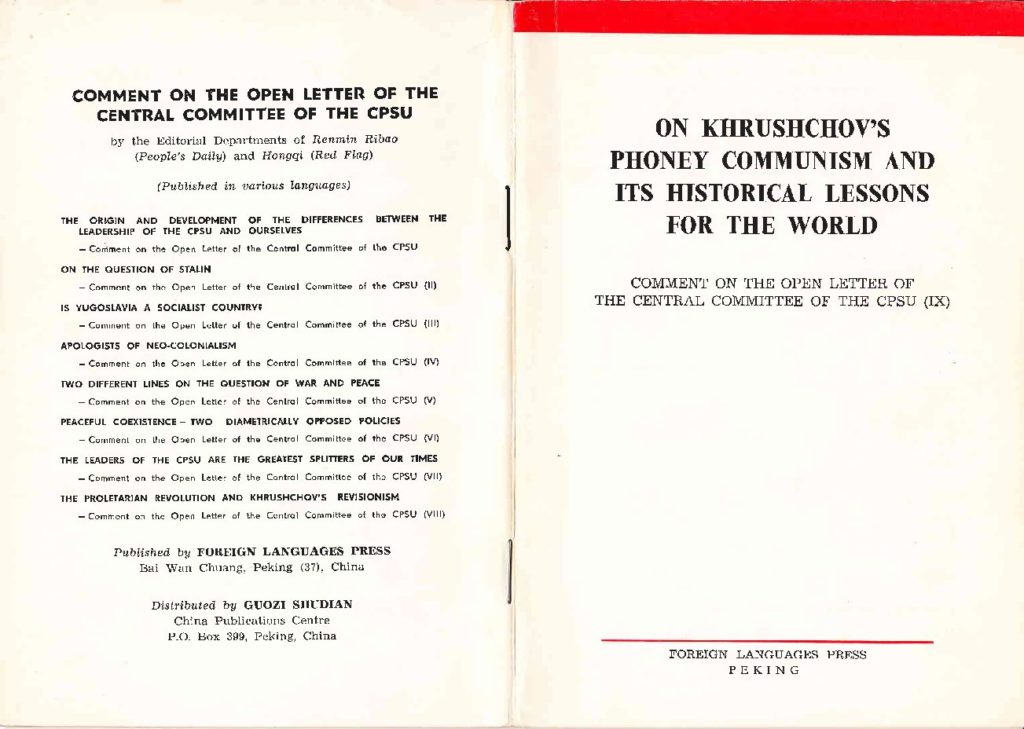 COMMENT ON THE OPEN LETTER OF THE
CENTRAL COMMITTEE OF THE CPSU
by the Editorial Departments of Renmin Ribao
(People's Daily) and Hongqi (Red Flag)
(Published in various languages)
THE ORIGIN AND DEVELOPMENT OF THE DIFFERENCES BETWEEN THE
LEADERSHIP OF THE CPSU AND OURSELVES
— Comment on the Open Letter of the Central Committee of the CPSU
ON THE QUESTION OF STALIN
— Comment on the Open Letter of the Central Committee of the CPSU (II)
IS YUGOSLAVIA A SOCIALIST COUNTRY?
— Comment on the Open Letter of the Central Committee of the CPSU (III)
APOLOGISTS OF NEO-COLONIALISM
— Comment on the Open Letter of the Central Committee of the CPSU (IV)
TWO DIFFERENT LINES ON THE QUESTION OF WAR AND PEACE
— Comment on the Open Letter of the Central Committee of the CPSU (V)
PEACEFUL COEXISTENCE — TWO DIAMETRICALLY OPPOSED POLICIES
— Comment on the Open Letter of the Central Committee of the CPSU (VI)
THE LEADERS OF THE CPSU ARE THE GREATEST SPLITTERS OF OUR TIMES
— Comment on the Open Letter of the Central Committee of the CPSU (VII)
THE PROLETARIAN REVOLUTION AND KHRUSHCHOV'S REVISIONISM
— Comment on the Open Letter of the Central Committee of the CPSU (VIII)
Published by FOREIGN LANGUAGES PRESS
Bai Wan Chuang, Peking (37), China
Distributed by GUOZI SHUDIAN
China Publications Centre
P.O. Box 399, Peking, China
ON KHRUSHCHOV'S
PHONEY COMMUNISM AND
ITS HISTORICAL LESSONS
FOR THE WORLD
COMMENT ON THE OPEN LETTER OF
THE CENTRAL COMMITTEE OF THE CPSU (IX)
FOREIGN LANGUAGES PRESS
PEKING